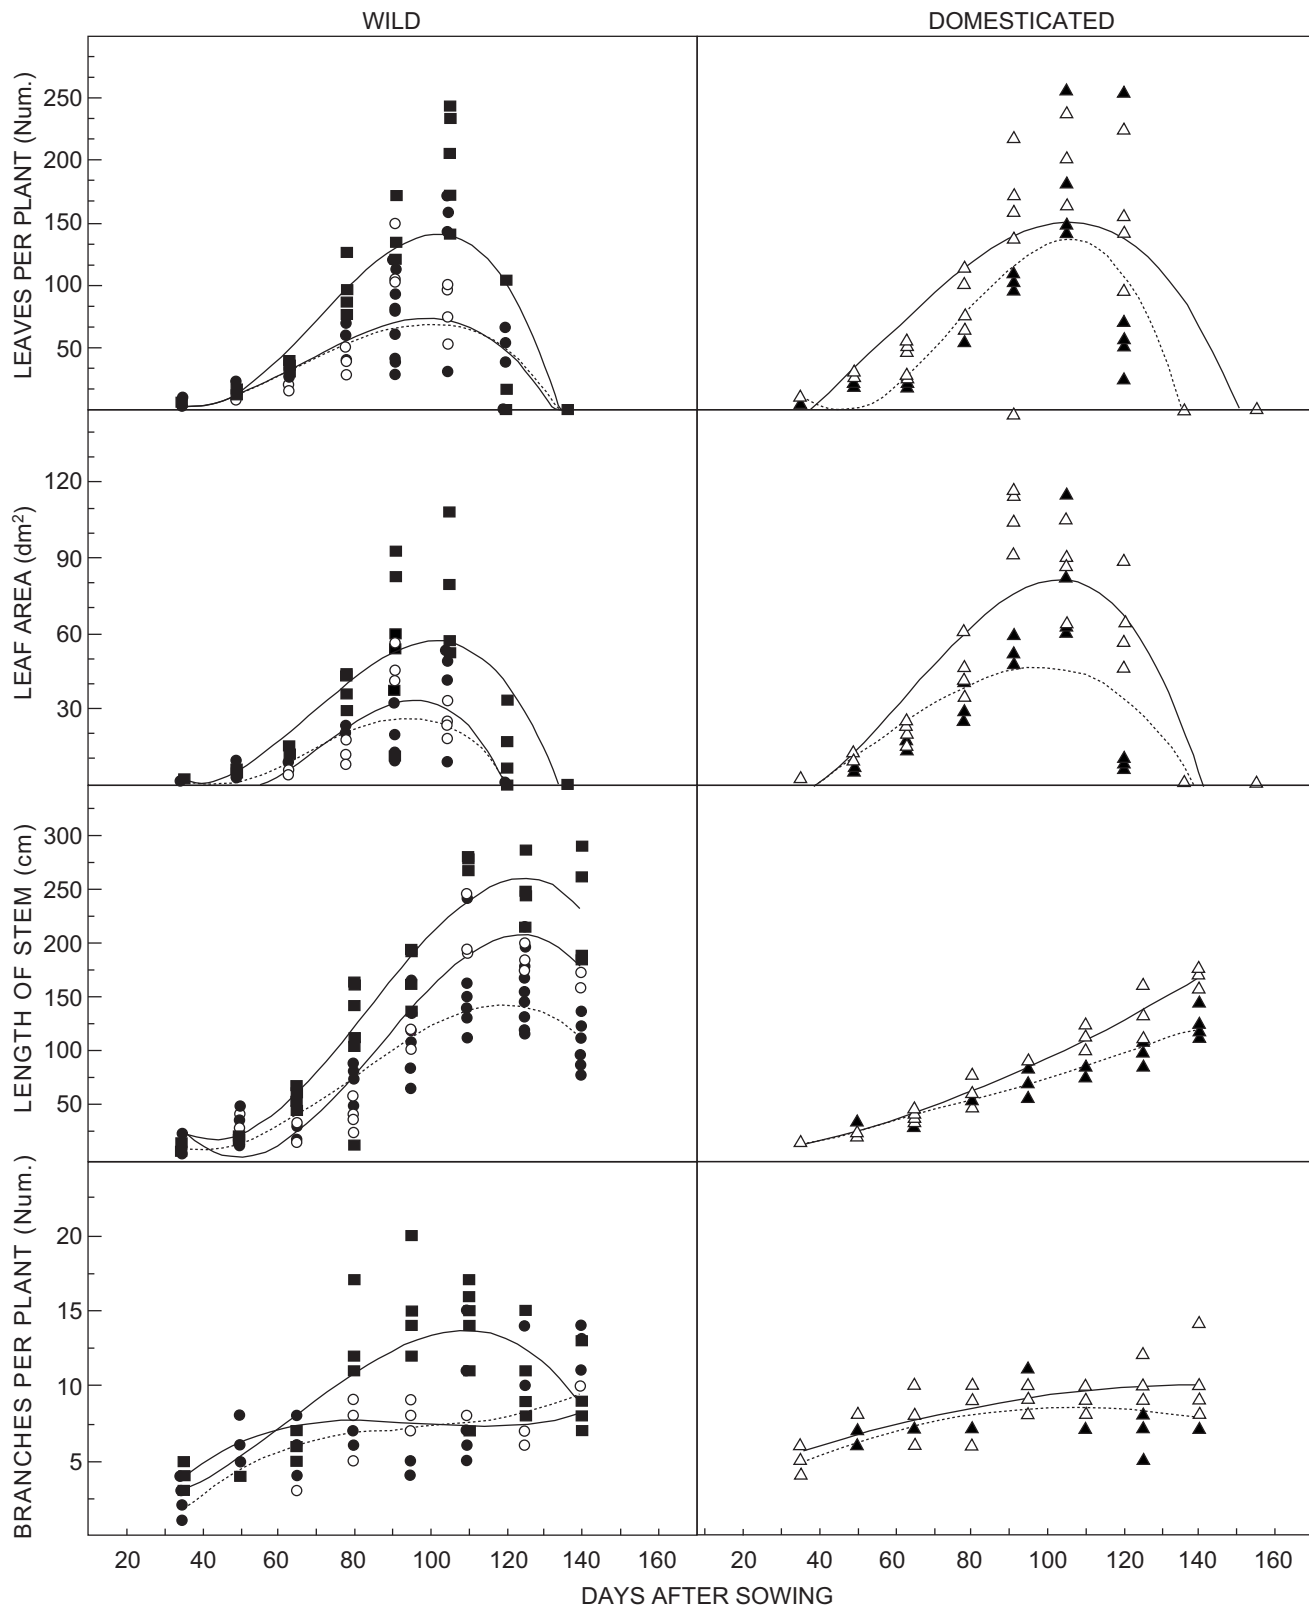 WILD DOMESTICATED
LEAVES PER PLANT (Num.)
250
200
150
100
50
LEAF AREA (dm²)
120
90
60
30
LENGTH OF STEM (cm)
300
250
200
150
100
50
BRANCHES PER PLANT (Num.)
20
15
10
5
20 40 60 80 100 120 140 160 20 40 60 80 100 120 140 160
DAYS AFTER SOWING